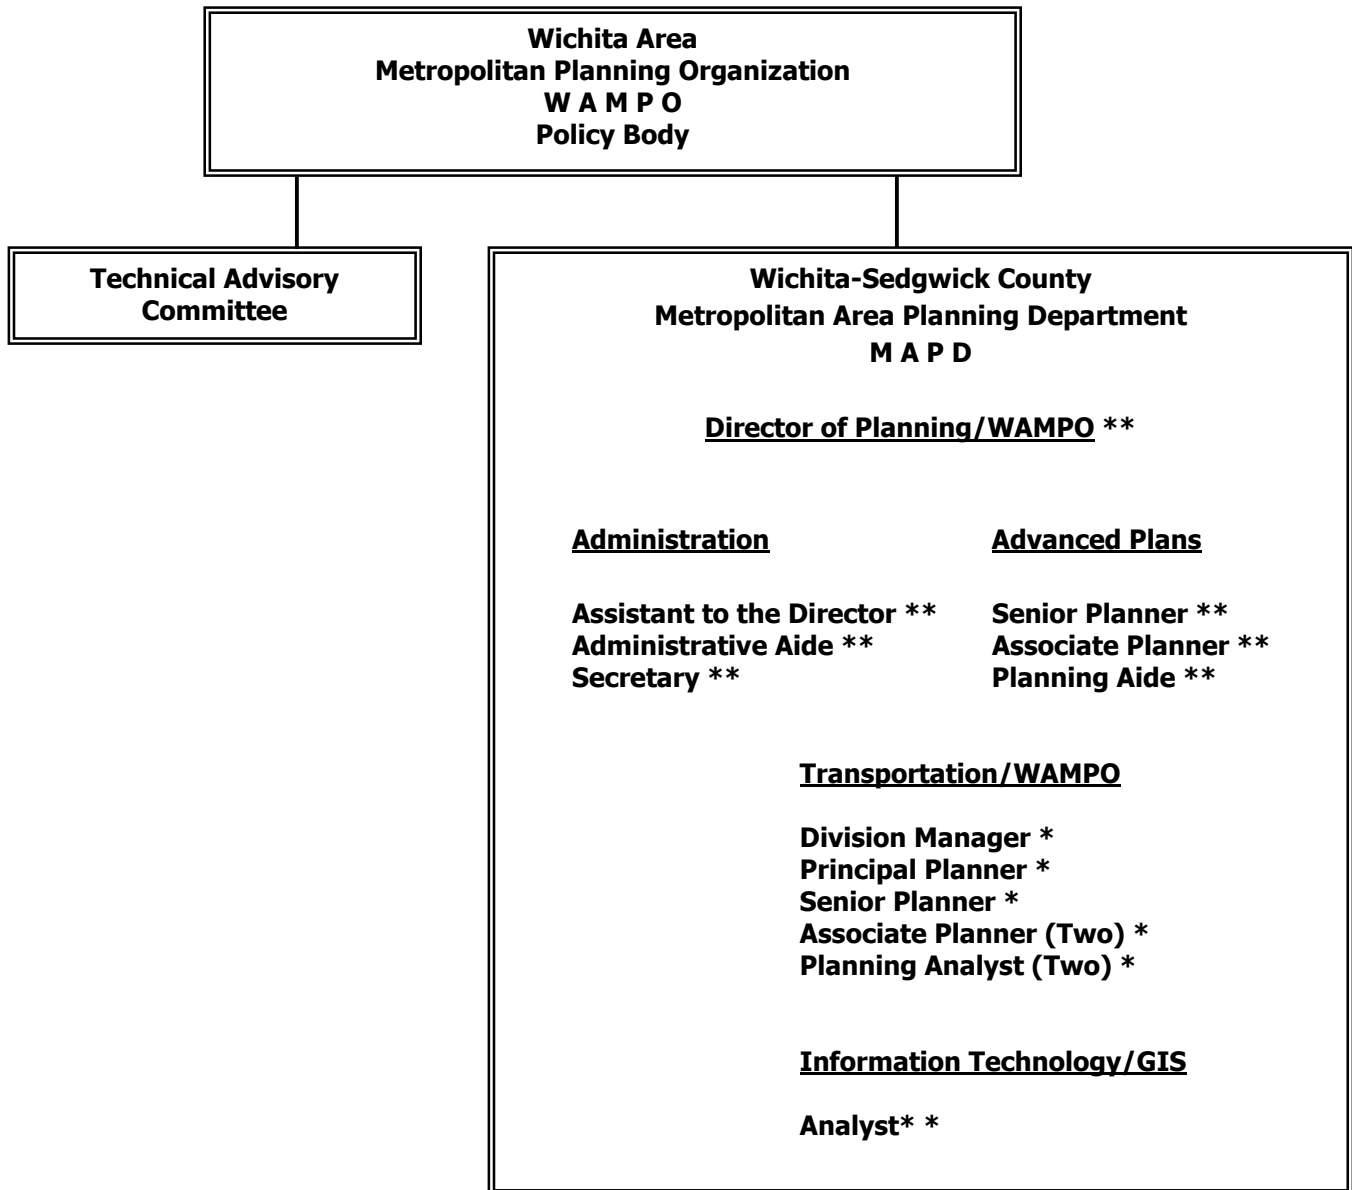 Wichita Area
Metropolitan Planning Organization
W A M P O
Policy Body
Technical Advisory
Committee
Wichita-Sedgwick County
Metropolitan Area Planning Department
M A P D
Director of Planning/WAMPO **
Administration
Assistant to the Director **
Administrative Aide **
Secretary **
Advanced Plans
Senior Planner **
Associate Planner **
Planning Aide **
Transportation/WAMPO
Division Manager *
Principal Planner *
Senior Planner *
Associate Planner (Two) *
Planning Analyst (Two) *
Information Technology/GIS
Analyst* *